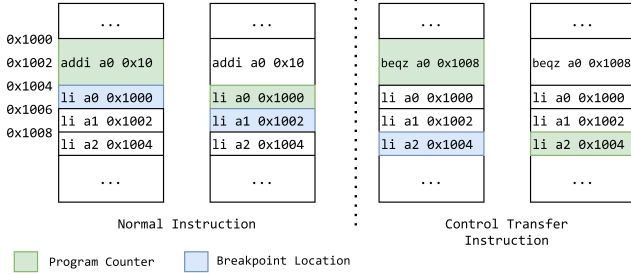 ...
...
...
...
0x1000
0x1002
addi a0 0x10
addi a0 0x10
beqz a0 0x1008
beqz a0 0x1008
0x1004
li a0 0x1000
li a0 0x1000
li a0 0x1000
li a0 0x1000
0x1006
li a1 0x1002
li a1 0x1002
li a1 0x1002
li a1 0x1002
0x1008
li a2 0x1004
li a2 0x1004
li a2 0x1004
li a2 0x1004
...
...
...
...
Normal Instruction
Control Transfer
Instruction
Program Counter
Breakpoint Location